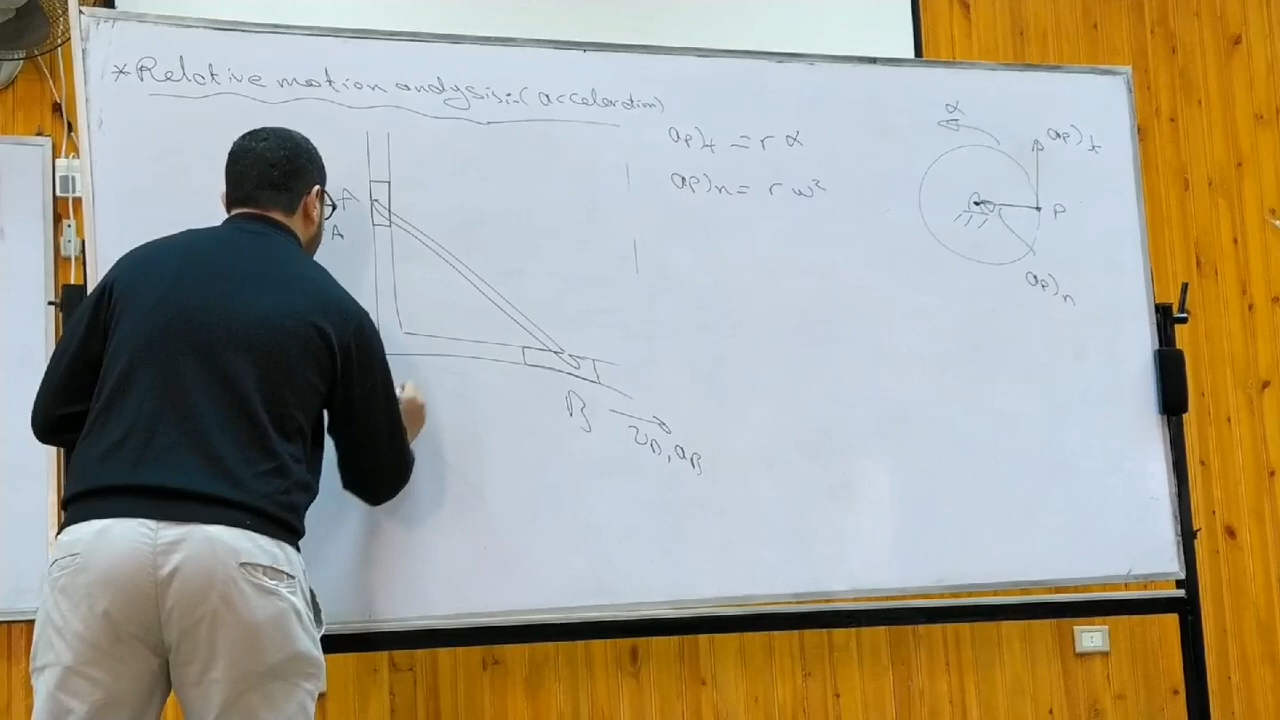 *Relative motion analysis:-(acceleration)
aP)t = r α
aP)n = r ω²
α
aP)t
P
aP)n
A
A
B
vB, aB